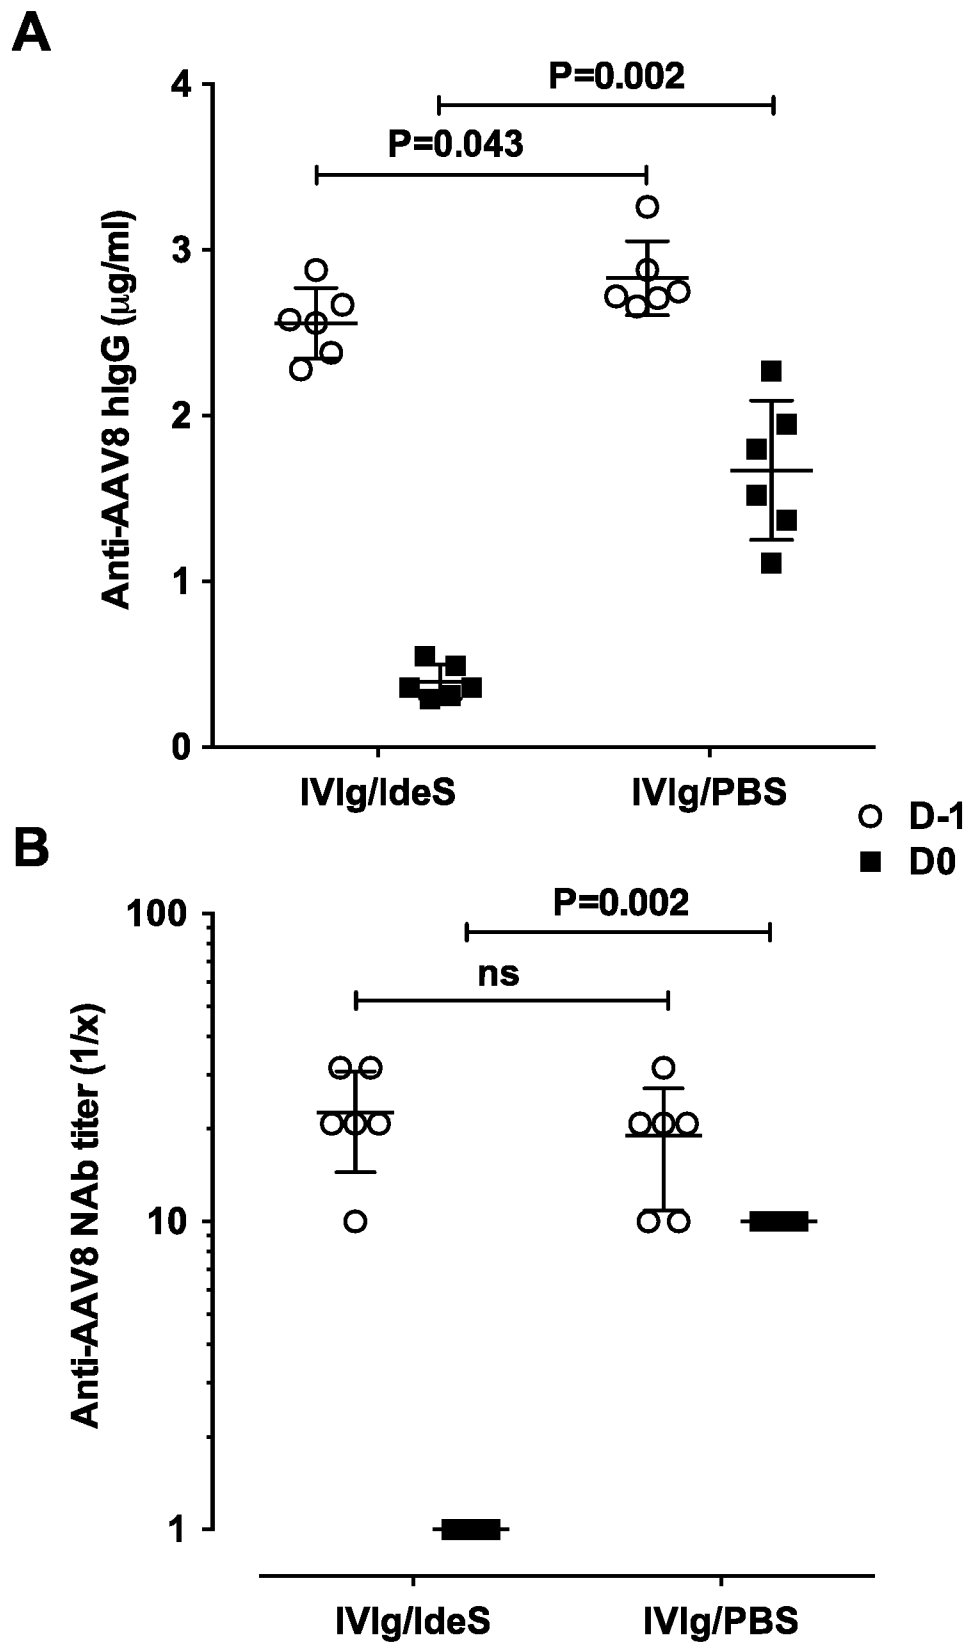 A
P=0.002
P=0.043
4
3
2
1
0
Anti-AAV8 hIgG (μg/ml)
IVIg/IdeS IVIg/PBS
D-1
D0
B
P=0.002
ns
100
10
1
Anti-AAV8 NAb titer (1/x)
IVIg/IdeS IVIg/PBS